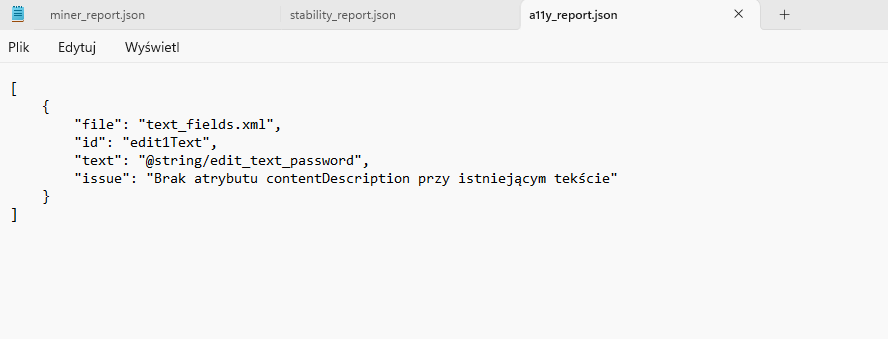 miner_report.json stability_report.json a11y_report.json
Plik Edytuj Wyświetl
[
{
"file": "text_fields.xml",
"id": "edit1Text",
"text": "@string/edit_text_password",
"issue": "Brak atrybutu contentDescription przy istniejącym tekście"
}
]